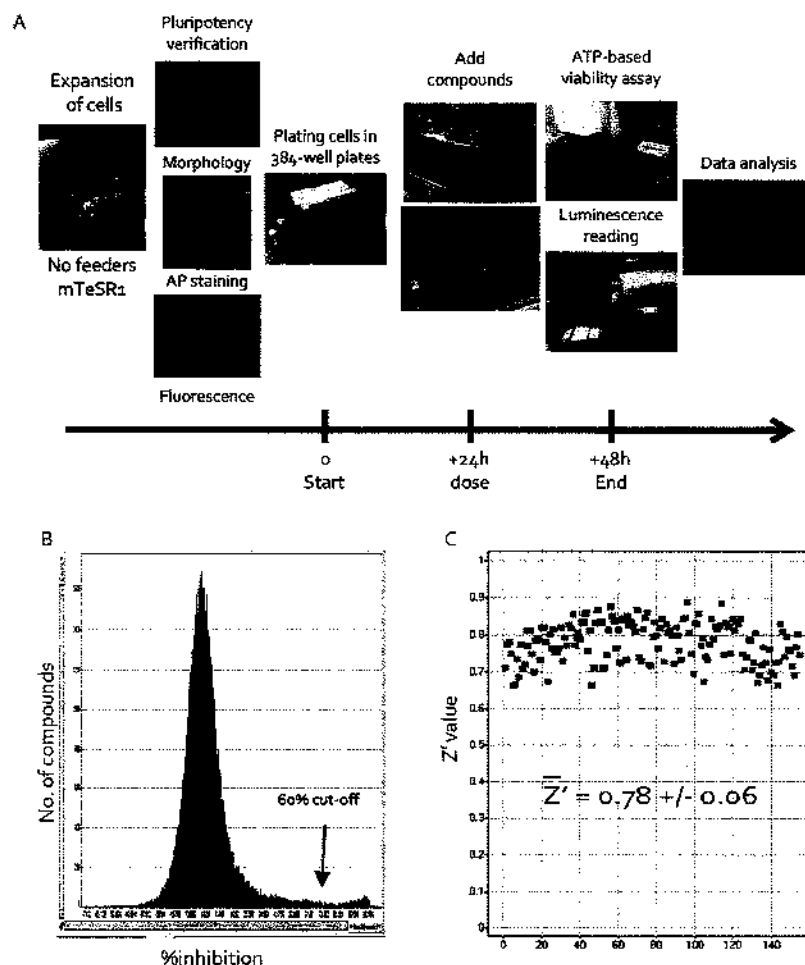 A
Expansion
of cells
No feeders
mTeSR1
Pluripotency
verification
Morphology
AP staining
Fluorescence
Plating cells in
384-well plates
Add
compounds
ATP-based
viability assay
Luminescence
reading
Data analysis
0
Start
+24h
dose
+48h
End
B
No. of compounds
60% cut-off
%inhibition
C
1
0.9
0.8
0.7
0.6
0.5
0.4
0.3
0.2
0.1
0
Z' value
Z' = 0.78 +/- 0.06
0 20 40 60 80 100 120 140